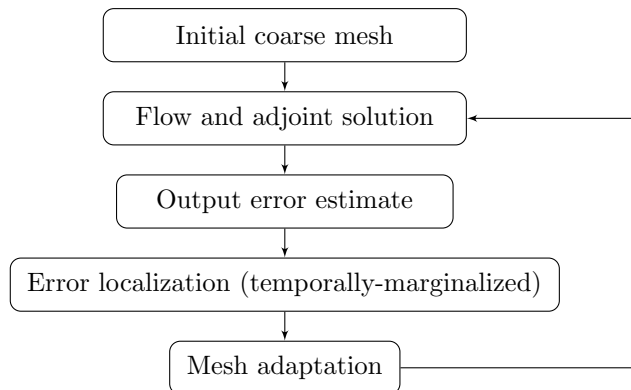 Initial coarse mesh
Flow and adjoint solution
Output error estimate
Error localization (temporally-marginalized)
Mesh adaptation